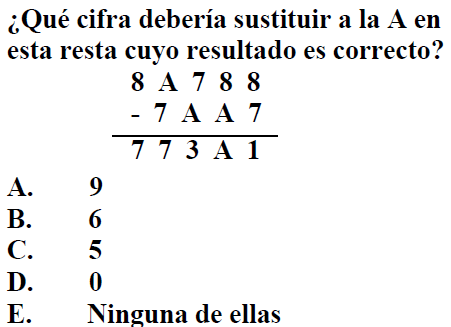 ¿Qué cifra debería sustituir a la A en
esta resta cuyo resultado es correcto?
8 A 7 8 8
- 7 A A 7
7 7 3 A 1
A. 9
B. 6
C. 5
D. 0
E. Ninguna de ellas